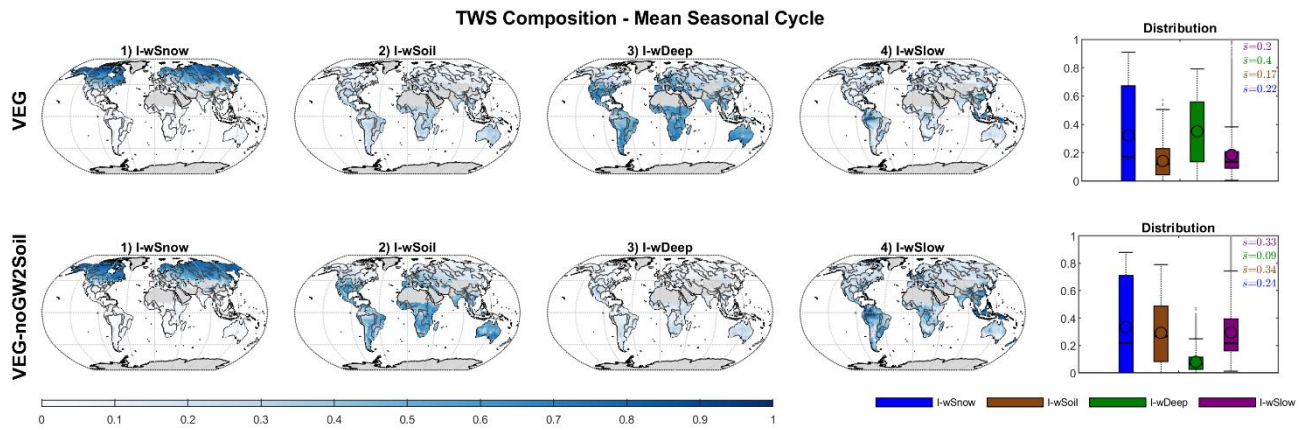 TWS Composition - Mean Seasonal Cycle
VEG
1) I-wSnow
2) I-wSoil
3) I-wDeep
4) I-wSlow
Distribution
1
0.8
0.6
0.4
0.2
0
s̄=0.2
s̄=0.4
s̄=0.17
s̄=0.22
VEG-noGW2Soil
1) I-wSnow
2) I-wSoil
3) I-wDeep
4) I-wSlow
Distribution
1
0.8
0.6
0.4
0.2
0
s̄=0.33
s̄=0.09
s̄=0.34
s̄=0.24
0 0.1 0.2 0.3 0.4 0.5 0.6 0.7 0.8 0.9 1
I-wSnow I-wSoil I-wDeep I-wSlow